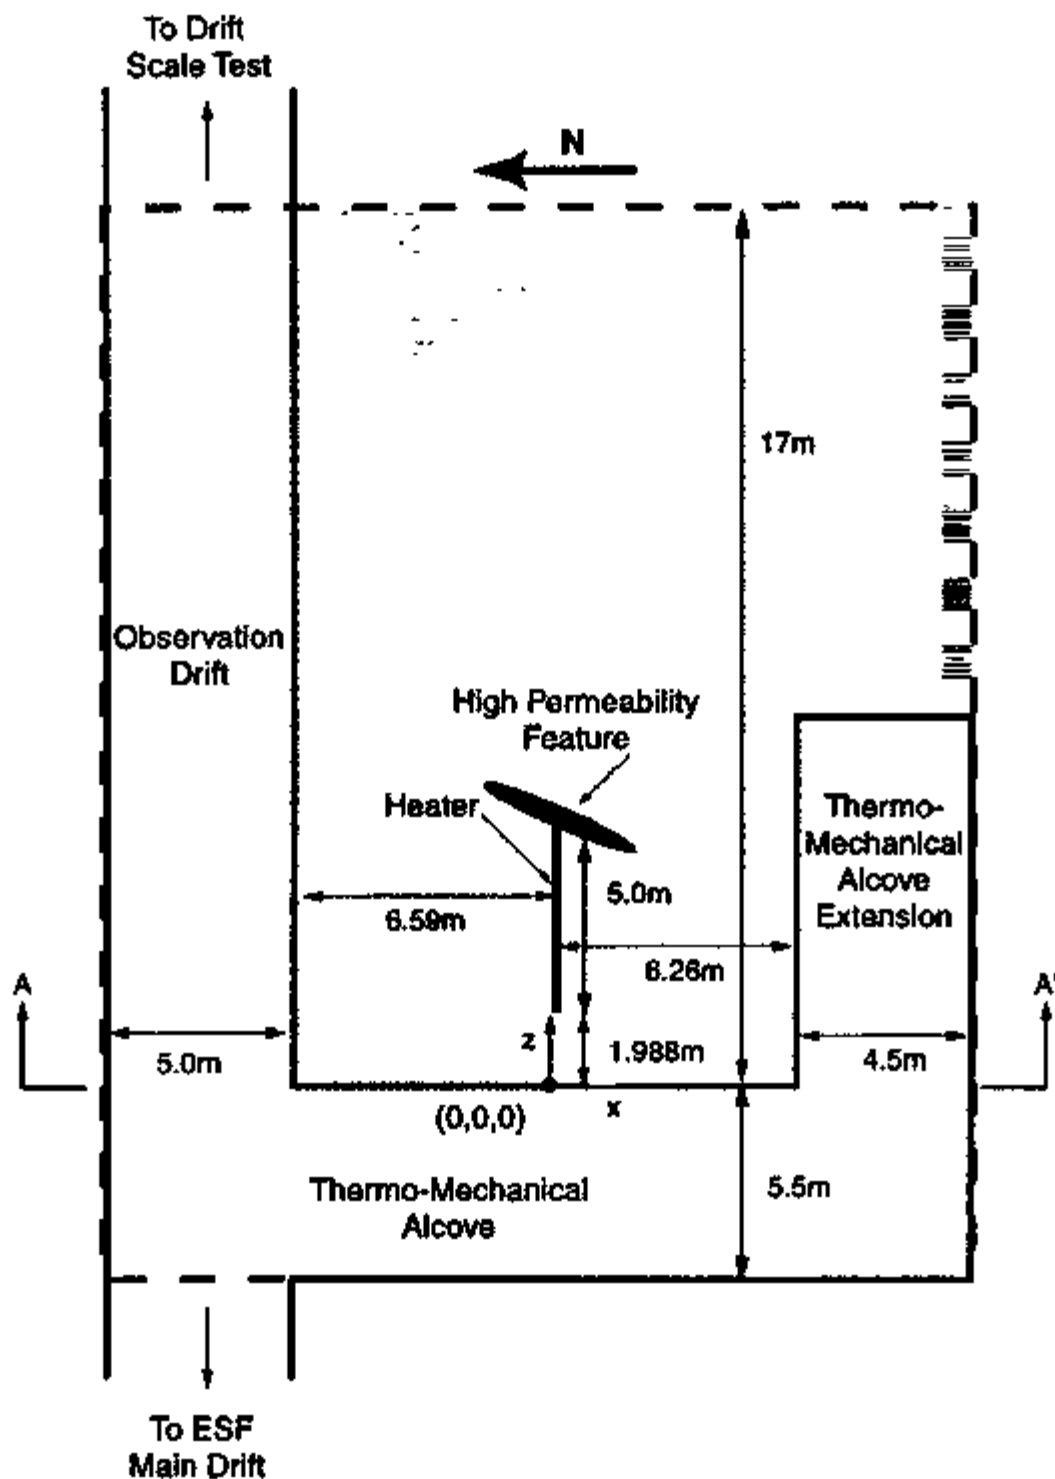 To Drift
Scale Test
N
17m
Observation
Drift
High Permeability
Feature
Heater
Thermo-
Mechanical
Alcove
Extension
5.0m
6.59m
6.26m
A
A'
5.0m
z
1.988m
4.5m
(0,0,0)
x
Thermo-Mechanical
Alcove
5.5m
To ESF
Main Drift